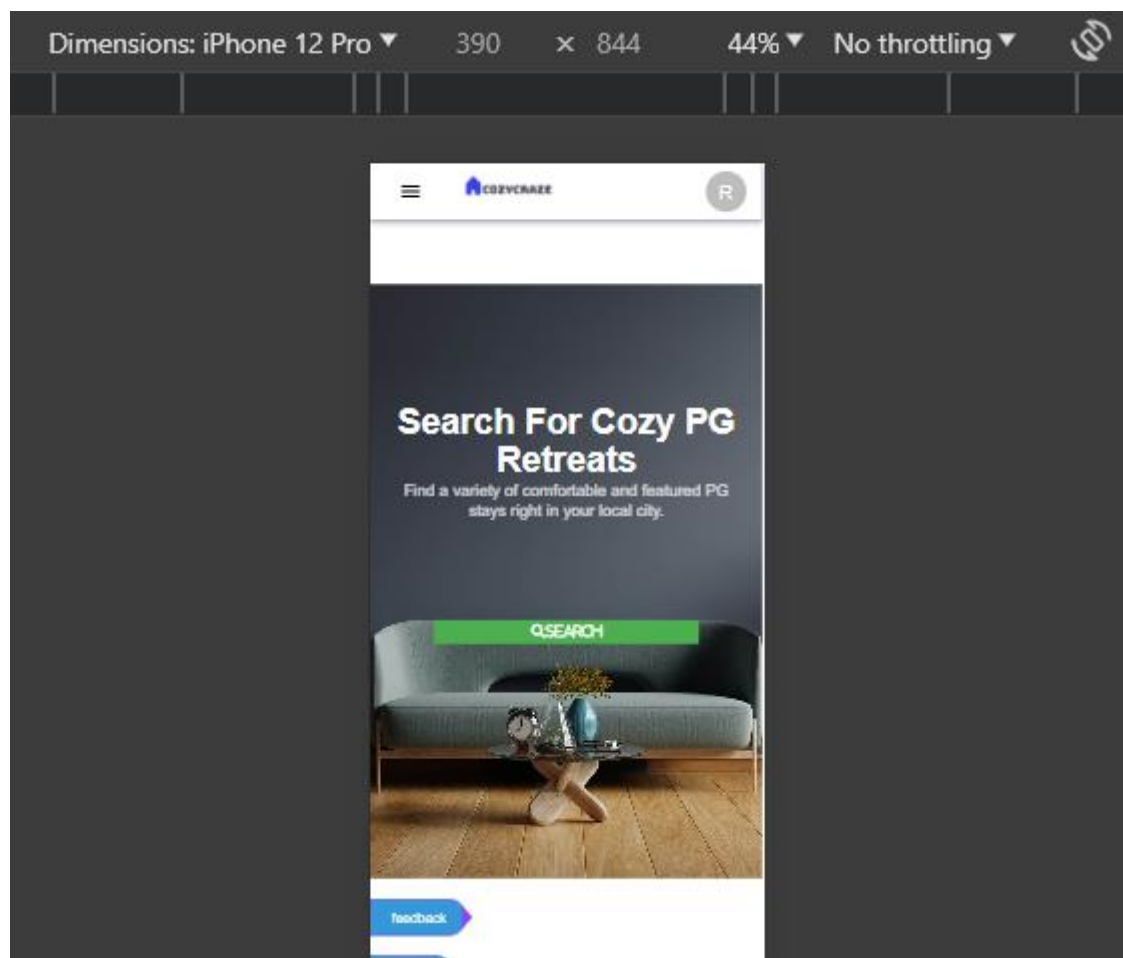 Dimensions: iPhone 12 Pro 390 × 844 44% No throttling
COZYCRAZE R
Search For Cozy PG
Retreats
Find a variety of comfortable and featured PG
stays right in your local city.
SEARCH
feedback